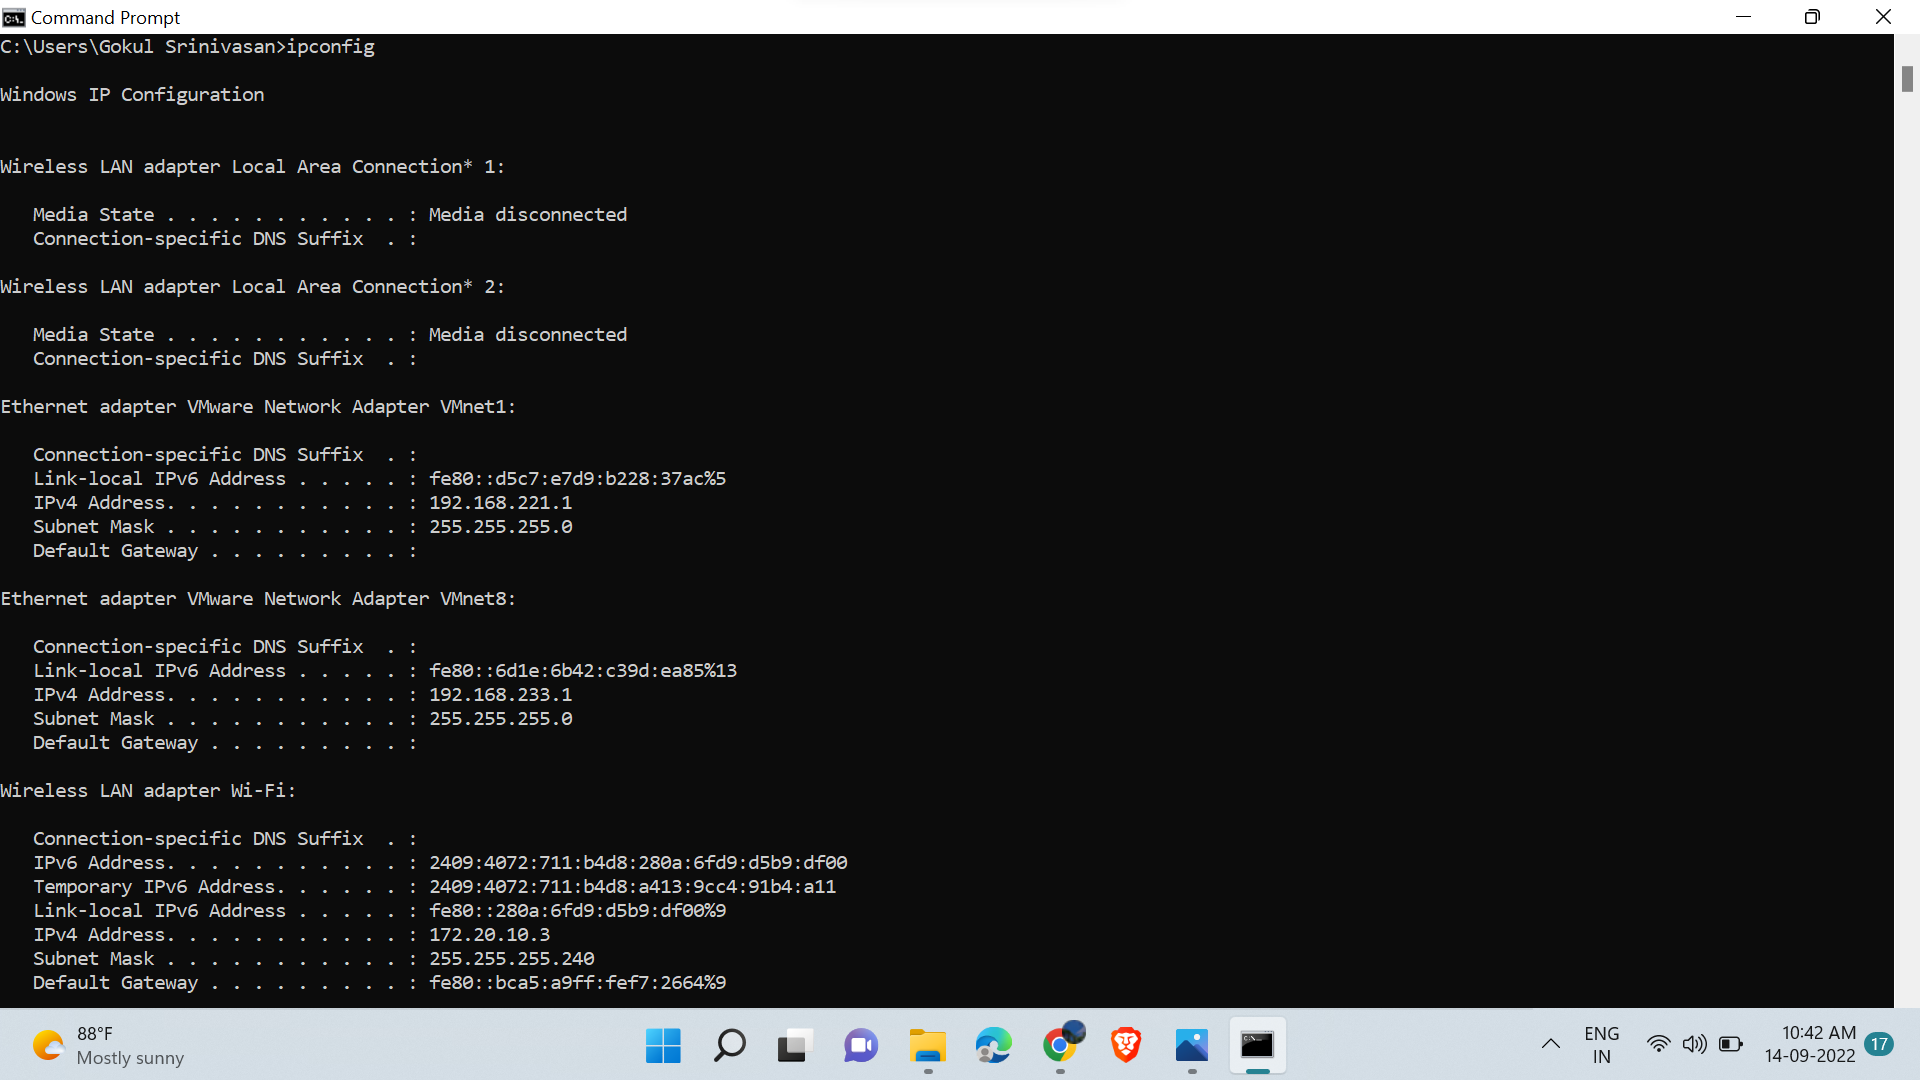 Command Prompt
C:\Users\Gokul Srinivasan>ipconfig
Windows IP Configuration
Wireless LAN adapter Local Area Connection* 1:
Media State . . . . . . . . . . . : Media disconnected
Connection-specific DNS Suffix  . :
Wireless LAN adapter Local Area Connection* 2:
Media State . . . . . . . . . . . : Media disconnected
Connection-specific DNS Suffix  . :
Ethernet adapter VMware Network Adapter VMnet1:
Connection-specific DNS Suffix  . :
Link-local IPv6 Address . . . . . : fe80::d5c7:e7d9:b228:37ac%5
IPv4 Address. . . . . . . . . . . : 192.168.221.1
Subnet Mask . . . . . . . . . . . : 255.255.255.0
Default Gateway . . . . . . . . . :
Ethernet adapter VMware Network Adapter VMnet8:
Connection-specific DNS Suffix  . :
Link-local IPv6 Address . . . . . : fe80::6d1e:6b42:c39d:ea85%13
IPv4 Address. . . . . . . . . . . : 192.168.233.1
Subnet Mask . . . . . . . . . . . : 255.255.255.0
Default Gateway . . . . . . . . . :
Wireless LAN adapter Wi-Fi:
Connection-specific DNS Suffix  . :
IPv6 Address. . . . . . . . . . . : 2409:4072:711:b4d8:280a:6fd9:d5b9:df00
Temporary IPv6 Address. . . . . . : 2409:4072:711:b4d8:a413:9cc4:91b4:a11
Link-local IPv6 Address . . . . . : fe80::280a:6fd9:d5b9:df00%9
IPv4 Address. . . . . . . . . . . : 172.20.10.3
Subnet Mask . . . . . . . . . . . : 255.255.255.240
Default Gateway . . . . . . . . . : fe80::bca5:a9ff:fef7:2664%9
88°F
Mostly sunny
ENG
IN
10:42 AM
14-09-2022
17